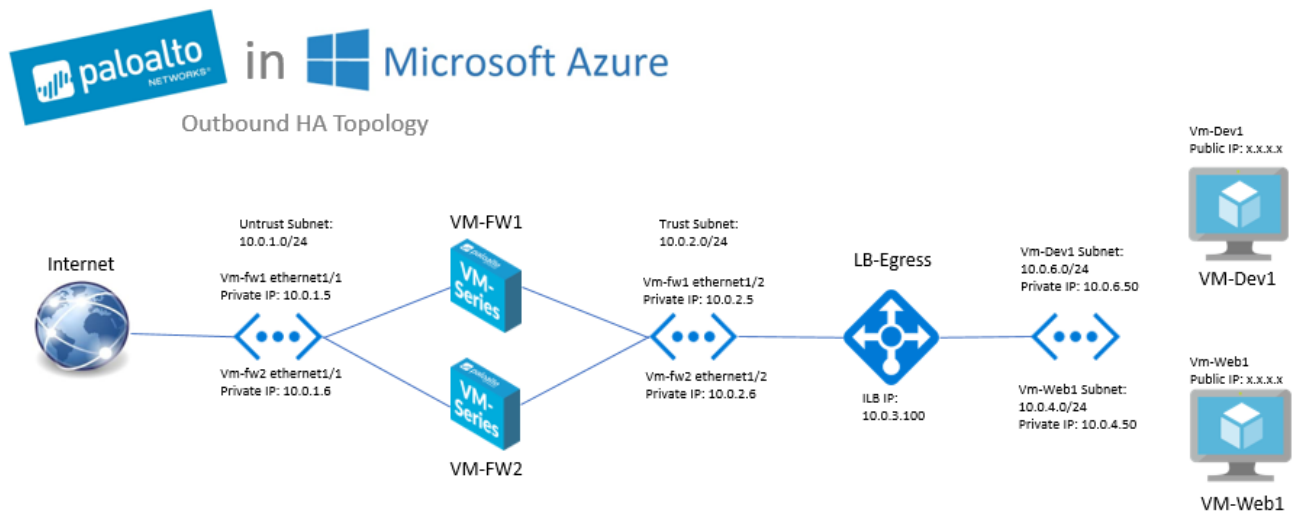 paloalto
NETWORKS®
in
Microsoft Azure
Outbound HA Topology
Internet
Untrust Subnet:
10.0.1.0/24
Vm-fw1 ethernet1/1
Private IP: 10.0.1.5
Vm-fw2 ethernet1/1
Private IP: 10.0.1.6
VM-FW1
paloalto
VM-
Series
paloalto
VM-
Series
VM-FW2
Trust Subnet:
10.0.2.0/24
Vm-fw1 ethernet1/2
Private IP: 10.0.2.5
Vm-fw2 ethernet1/2
Private IP: 10.0.2.6
LB-Egress
ILB IP:
10.0.3.100
Vm-Dev1 Subnet:
10.0.6.0/24
Private IP: 10.0.6.50
Vm-Web1 Subnet:
10.0.4.0/24
Private IP: 10.0.4.50
Vm-Dev1
Public IP: x.x.x.x
VM-Dev1
Vm-Web1
Public IP: x.x.x.x
VM-Web1